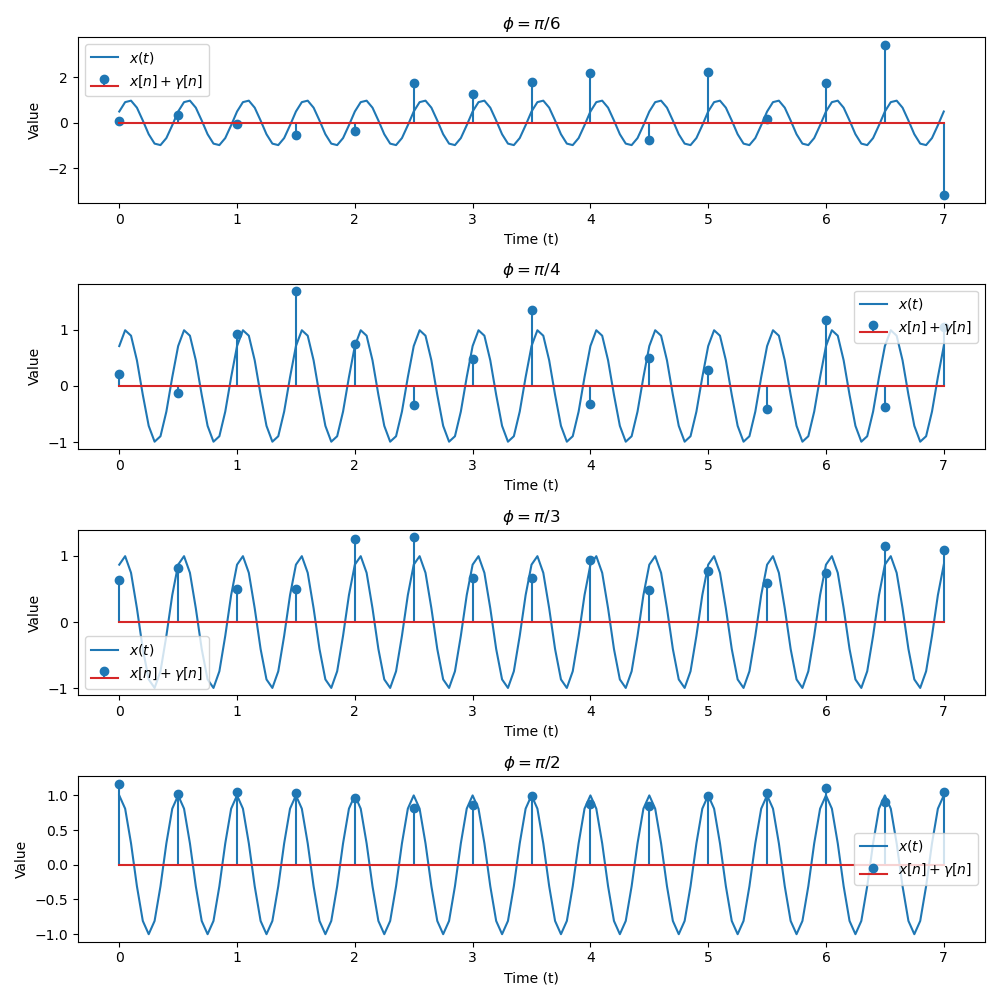 ϕ = π/6
x(t)
x[n] + γ[n]
2
0
−2
Value
0 1 2 3 4 5 6 7
Time (t)
ϕ = π/4
x(t)
x[n] + γ[n]
1
0
−1
Value
0 1 2 3 4 5 6 7
Time (t)
ϕ = π/3
1
0
−1
Value
x(t)
x[n] + γ[n]
0 1 2 3 4 5 6 7
Time (t)
ϕ = π/2
1.0
0.5
0.0
−0.5
−1.0
Value
x(t)
x[n] + γ[n]
0 1 2 3 4 5 6 7
Time (t)